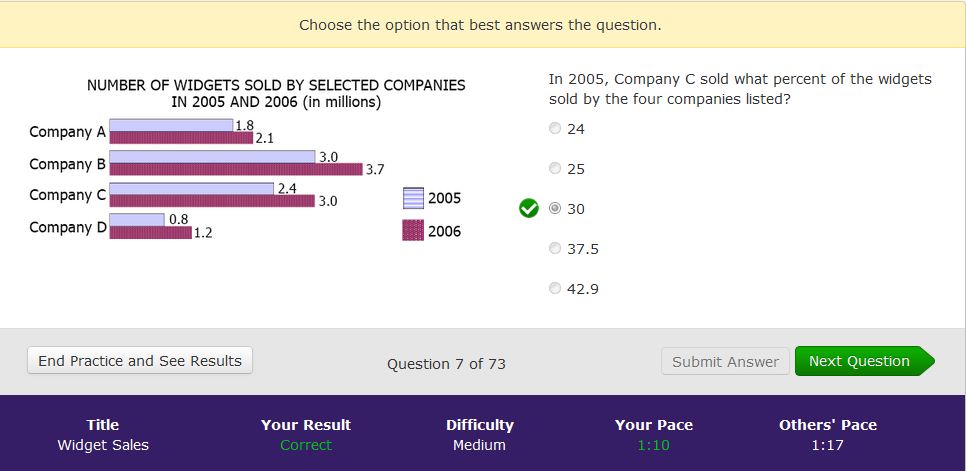 Choose the option that best answers the question.
NUMBER OF WIDGETS SOLD BY SELECTED COMPANIES
IN 2005 AND 2006 (in millions)
Company A 1.8
2.1
Company B 3.0
3.7
Company C 2.4
3.0
Company D 0.8
1.2
2005
2006
In 2005, Company C sold what percent of the widgets
sold by the four companies listed?
24
25
30
37.5
42.9
End Practice and See Results
Question 7 of 73
Submit Answer
Next Question
Title
Widget Sales
Your Result
Correct
Difficulty
Medium
Your Pace
1:10
Others' Pace
1:17